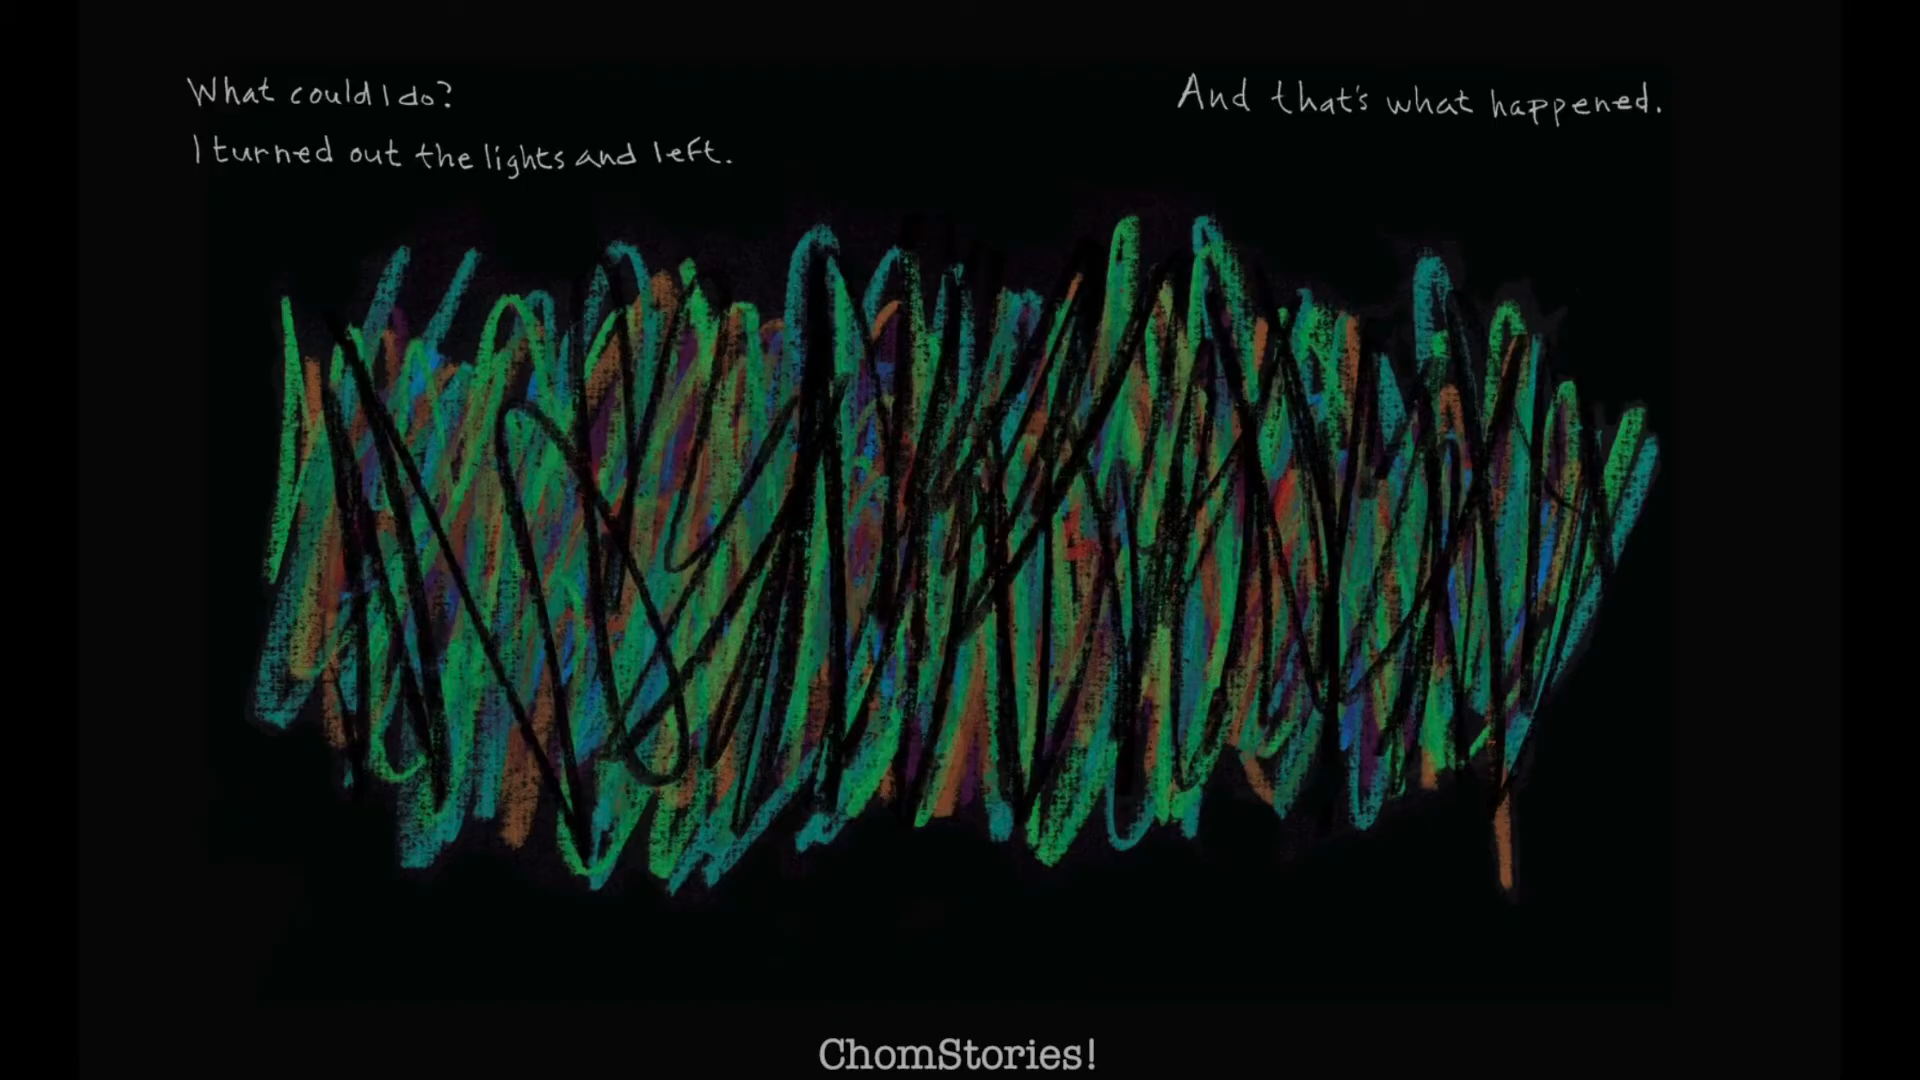 What could I do?
I turned out the lights and left.
And that's what happened.
ChomStories!